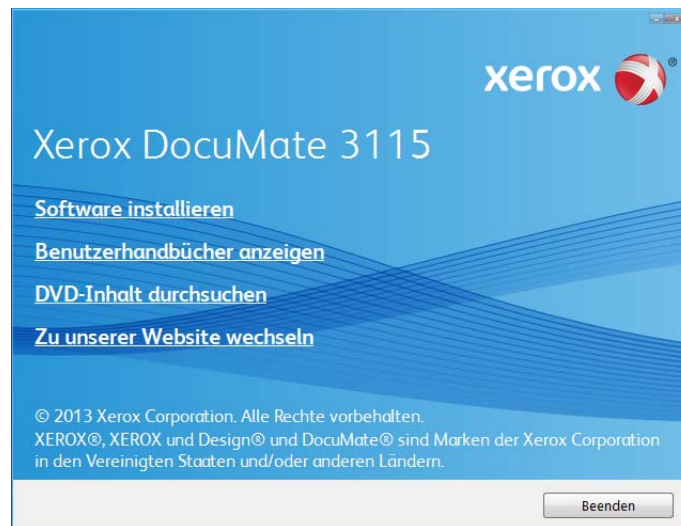 xerox ®
Xerox DocuMate 3115
Software installieren
Benutzerhandbücher anzeigen
DVD-Inhalt durchsuchen
Zu unserer Website wechseln
© 2013 Xerox Corporation. Alle Rechte vorbehalten.
XEROX®, XEROX und Design® und DocuMate® sind Marken der Xerox Corporation
in den Vereinigten Staaten und/oder anderen Ländern.
Beenden